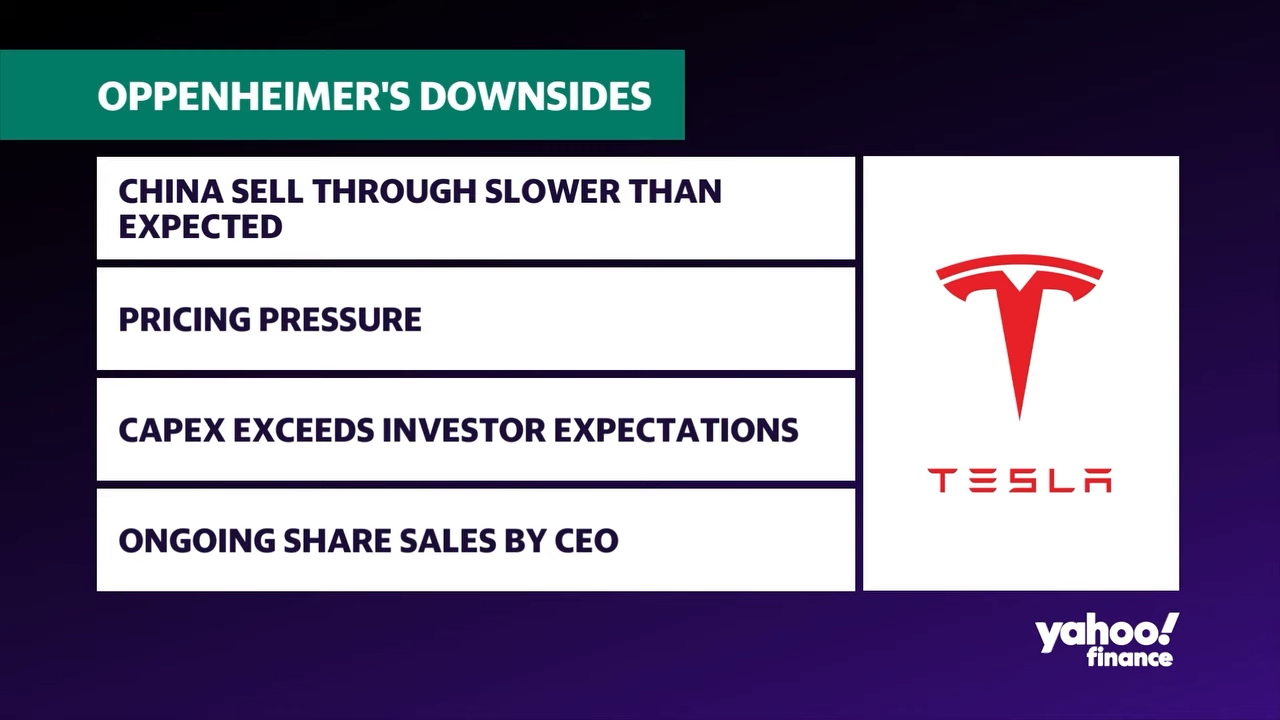 OPPENHEIMER'S DOWNSIDES
CHINA SELL THROUGH SLOWER THAN
EXPECTED
PRICING PRESSURE
CAPEX EXCEEDS INVESTOR EXPECTATIONS
ONGOING SHARE SALES BY CEO
TESLA
yahoo!
finance